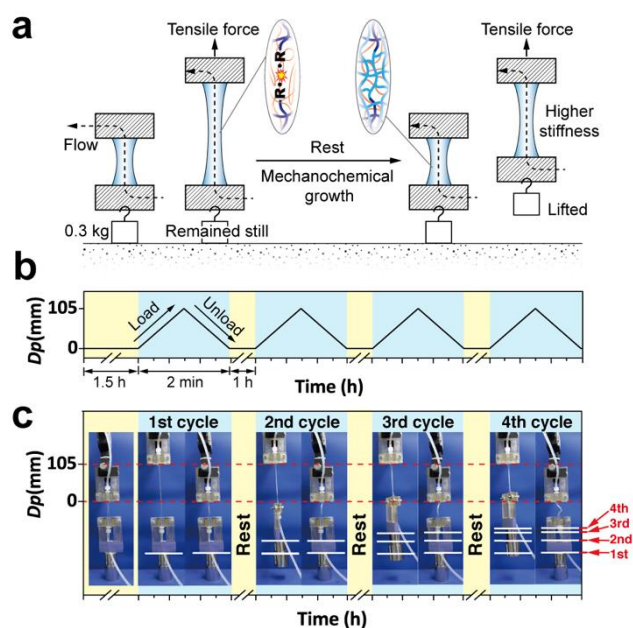 a
Tensile force
Tensile force
R
R
Flow
Rest
Mechanochemical
growth
Higher
stiffness
0.3 kg
Remained still
Lifted
b
Dp(mm)
105
0
Load
Unload
1.5 h
2 min
1 h
Time (h)
c
Dp(mm)
105
0
1st cycle
2nd cycle
3rd cycle
4th cycle
Rest
Rest
Rest
4th
3rd
2nd
1st
Time (h)